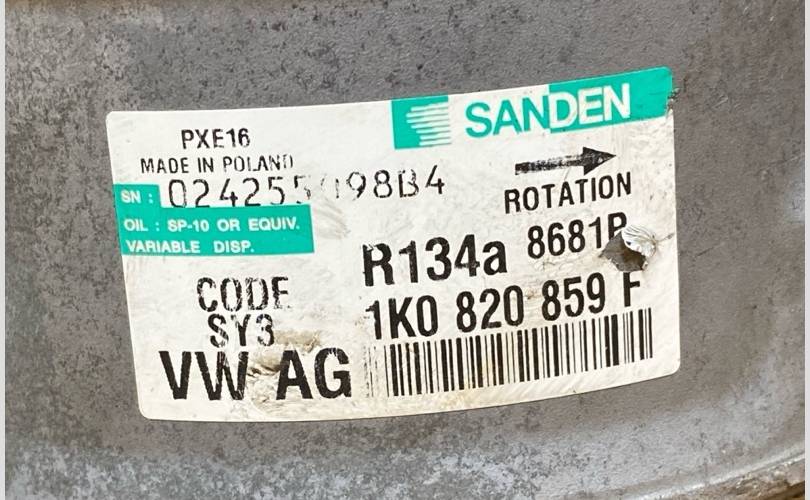 SANDEN
PXE16
MADE IN POLAND
SN :
OIL : SP-10 OR EQUIV.
VARIABLE DISP.
ROTATION
R134a
CODE
SY3
1K0 820 859 F
VW AG